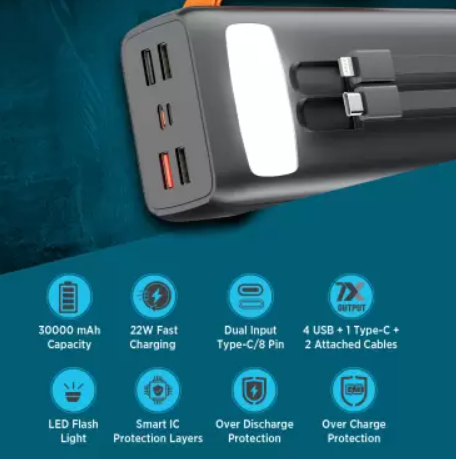 7X
OUTPUT
30000 mAh
Capacity
22W Fast
Charging
Dual Input
Type-C/8 Pin
4 USB + 1 Type-C +
2 Attached Cables
LED Flash
Light
Smart IC
Protection Layers
Over Discharge
Protection
Over Charge
Protection